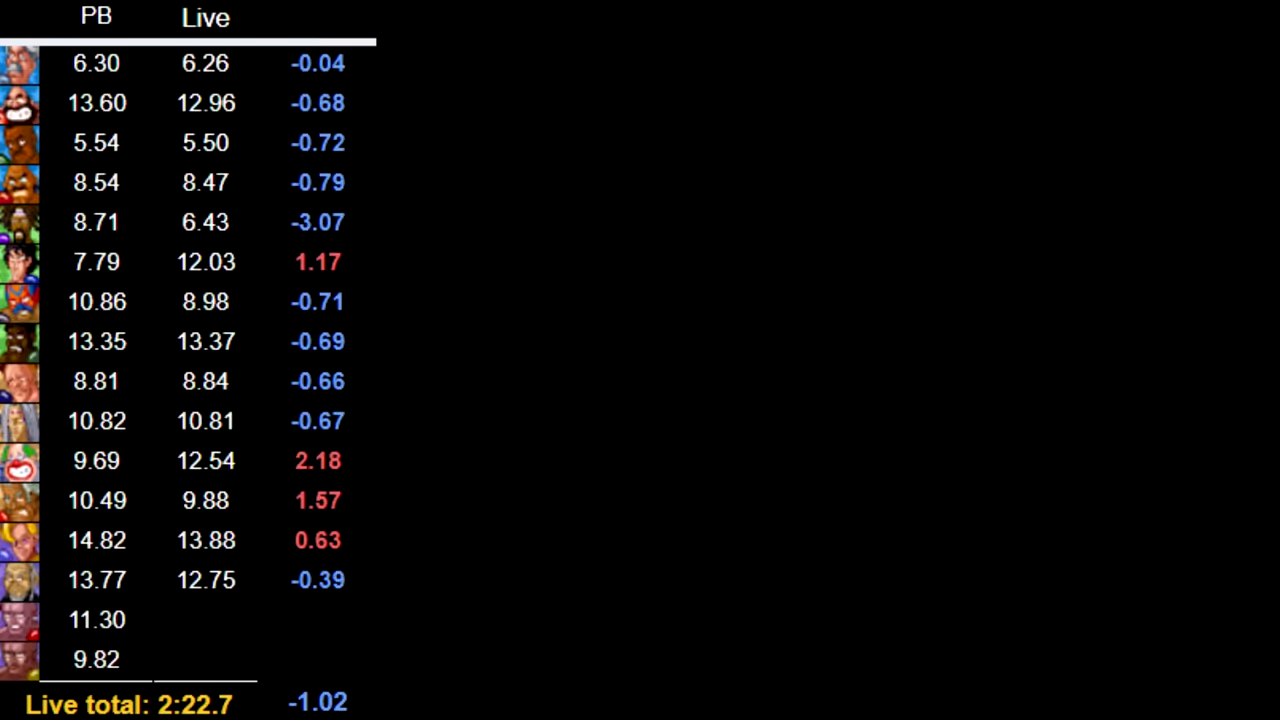 PB Live
6.30 6.26 -0.04
13.60 12.96 -0.68
5.54 5.50 -0.72
8.54 8.47 -0.79
8.71 6.43 -3.07
7.79 12.03 1.17
10.86 8.98 -0.71
13.35 13.37 -0.69
8.81 8.84 -0.66
10.82 10.81 -0.67
9.69 12.54 2.18
10.49 9.88 1.57
14.82 13.88 0.63
13.77 12.75 -0.39
11.30
9.82
Live total: 2:22.7 -1.02